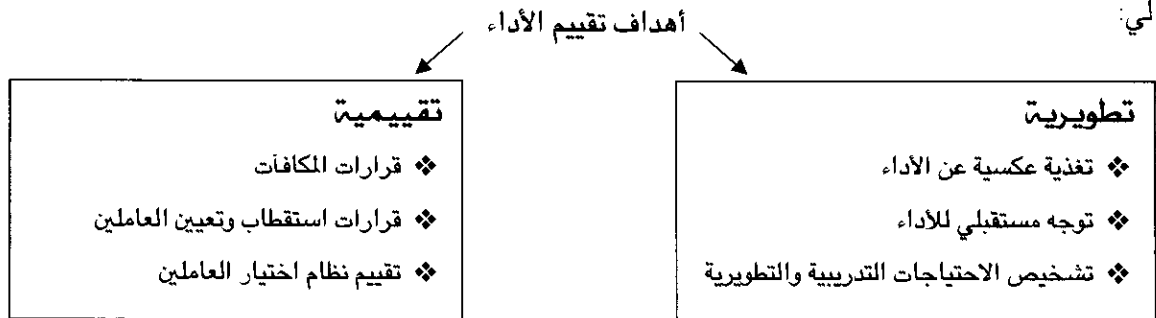 لي:
أهداف تقييم الأداء
تطويرية
❖ تغذية عكسية عن الأداء
❖ توجه مستقبلي للأداء
❖ تشخيص الاحتياجات التدريبية والتطويرية
تقييمية
❖ قرارات المكافآت
❖ قرارات استقطاب وتعيين العاملين
❖ تقييم نظام اختيار العاملين